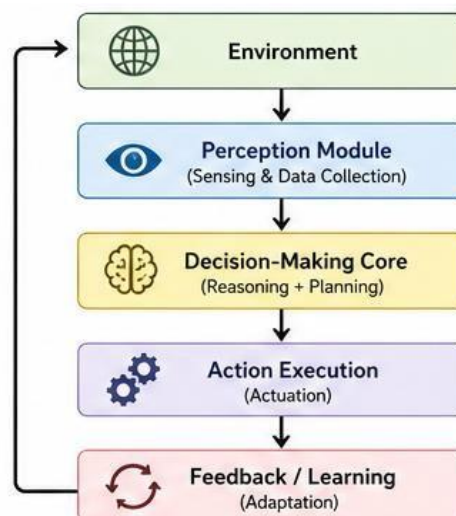 Environment
Perception Module
(Sensing & Data Collection)
Decision-Making Core
(Reasoning + Planning)
Action Execution
(Actuation)
Feedback / Learning
(Adaptation)